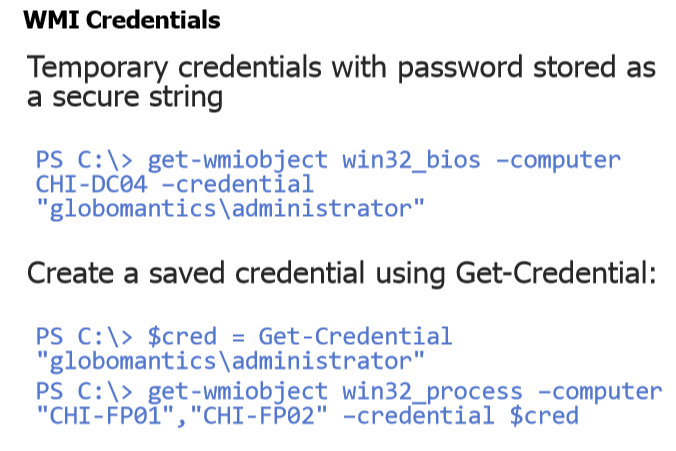 WMI Credentials
Temporary credentials with password stored as
a secure string
PS C:\> get-wmiobject win32_bios –computer
CHI-DC04 –credential
"globomantics\administrator"
Create a saved credential using Get-Credential:
PS C:\> $cred = Get-Credential
"globomantics\administrator"
PS C:\> get-wmiobject win32_process –computer
"CHI-FP01","CHI-FP02" –credential $cred